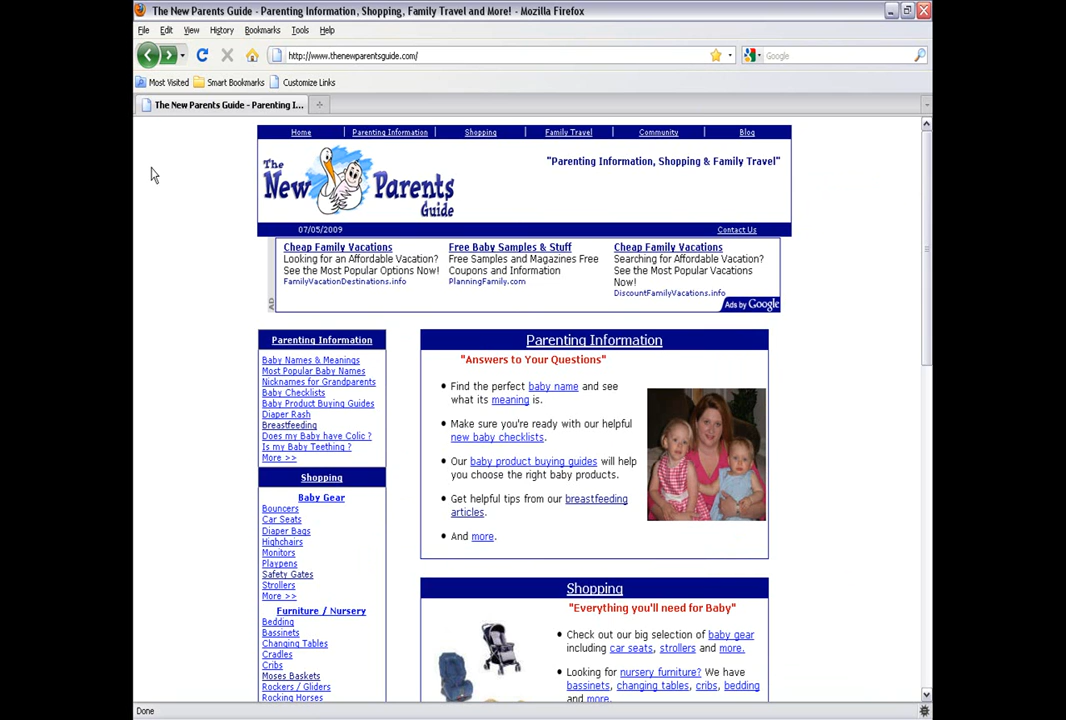 The New Parents Guide - Parenting Information, Shopping, Family Travel and More! - Mozilla Firefox
File Edit View History Bookmarks Tools Help
http://www.thenewparentsguide.com/
Google
Most Visited Smart Bookmarks Customize Links
The New Parents Guide - Parenting I...
Home Parenting Information Shopping Family Travel Community Blog
The New Parents Guide
"Parenting Information, Shopping & Family Travel"
07/05/2009 Contact Us
Cheap Family Vacations
Looking for an Affordable Vacation?
See the Most Popular Options Now!
FamilyVacationDestinations.info
Free Baby Samples & Stuff
Free Samples and Magazines Free
Coupons and Information
PlanningFamily.com
Cheap Family Vacations
Searching for Affordable Vacation?
See the Most Popular Vacations
Now!
DiscountFamilyVacations.info
AD
Ads by Google
Parenting Information
Baby Names & Meanings
Most Popular Baby Names
Nicknames for Grandparents
Baby Checklists
Baby Product Buying Guides
Diaper Rash
Breastfeeding
Does my Baby have Colic ?
Is my Baby Teething ?
More >>
Shopping
Baby Gear
Bouncers
Car Seats
Diaper Bags
Highchairs
Monitors
Playpens
Safety Gates
Strollers
More >>
Furniture / Nursery
Bedding
Bassinets
Changing Tables
Cradles
Cribs
Moses Baskets
Rockers / Gliders
Rocking Horses
Parenting Information
"Answers to Your Questions"
Find the perfect baby name and see
what its meaning is.
Make sure you're ready with our helpful
new baby checklists.
Our baby product buying guides will help
you choose the right baby products.
Get helpful tips from our breastfeeding
articles.
And more.
Shopping
"Everything you'll need for Baby"
Check out our big selection of baby gear
including car seats, strollers and more.
Looking for nursery furniture? We have
bassinets, changing tables, cribs, bedding
and more.
Done